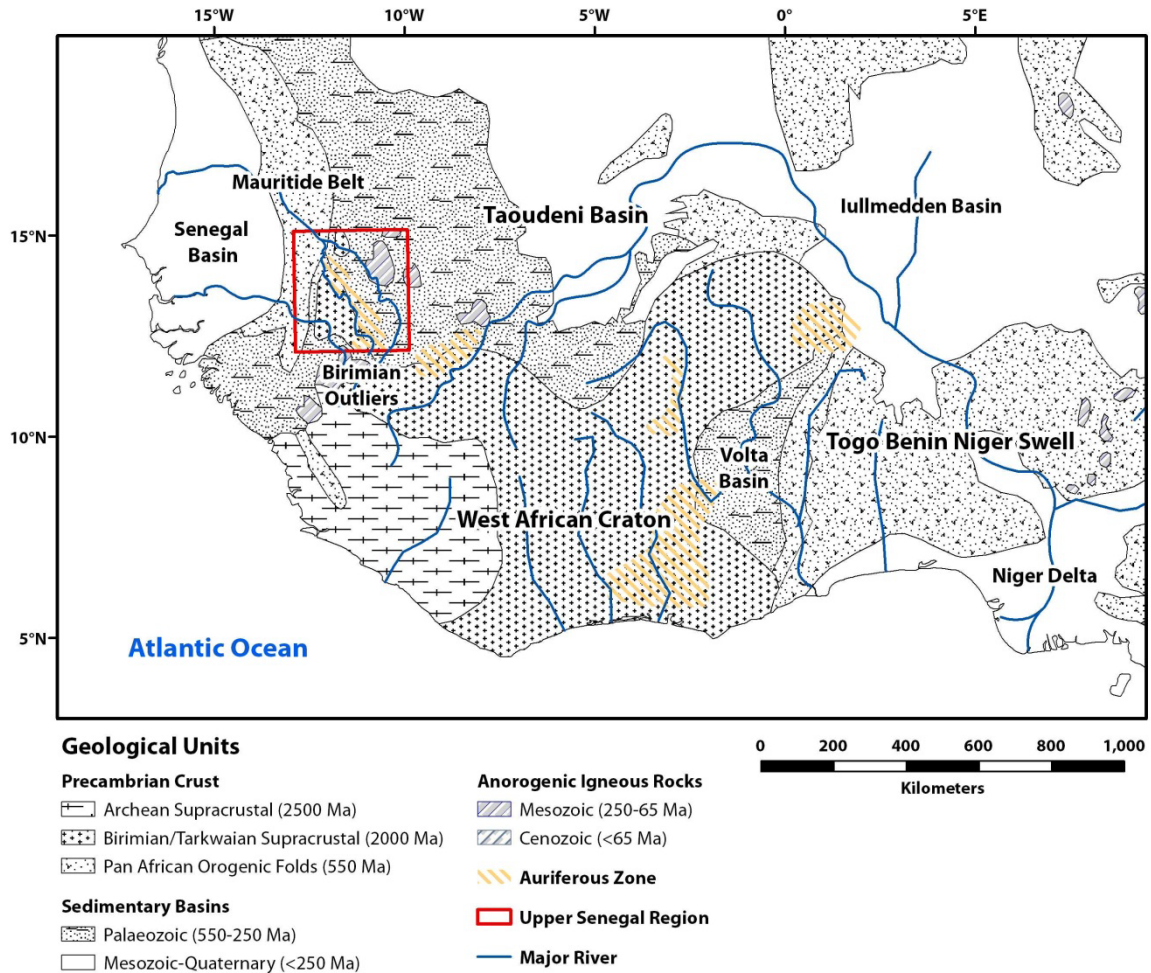 15°W 10°W 5°W 0° 5°E
Mauritide Belt
Taoudeni Basin
Iullmedden Basin
15°N
Senegal
Basin
Birimian
Outliers
10°N
Togo Benin Niger Swell
Volta
Basin
West African Craton
Niger Delta
5°N
Atlantic Ocean
Geological Units
Precambrian Crust
Archean Supracrustal (2500 Ma)
Birimian/Tarkwaian Supracrustal (2000 Ma)
Pan African Orogenic Folds (550 Ma)
Sedimentary Basins
Palaeozoic (550-250 Ma)
Mesozoic-Quaternary (<250 Ma)
Anorogenic Igneous Rocks
Mesozoic (250-65 Ma)
Cenozoic (<65 Ma)
Auriferous Zone
Upper Senegal Region
Major River
0 200 400 600 800 1,000
Kilometers